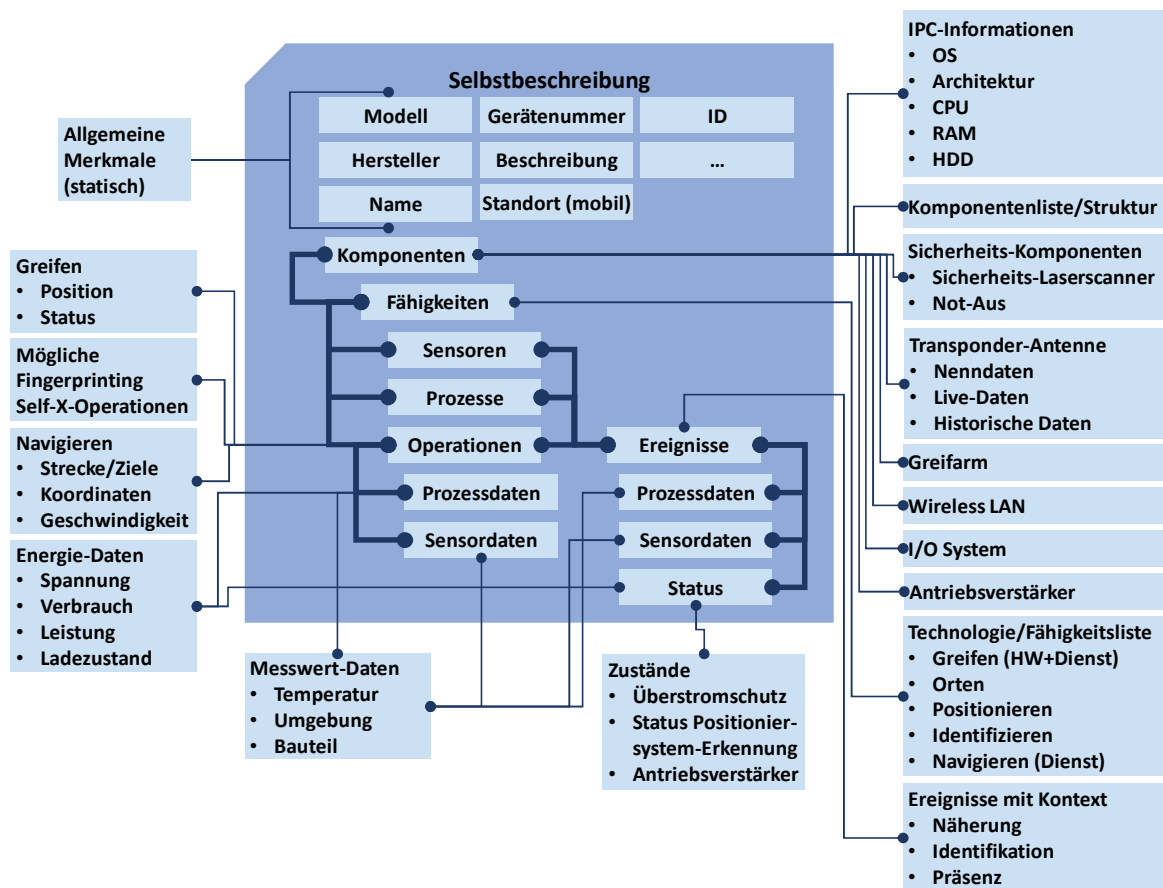 Selbstbeschreibung
Modell
Gerätenummer
ID
Hersteller
Beschreibung
...
Name
Standort (mobil)
Komponenten
Fähigkeiten
Sensoren
Prozesse
Operationen
Prozessdaten
Sensordaten
Ereignisse
Prozessdaten
Sensordaten
Status
Allgemeine
Merkmale
(statisch)
Greifen
• Position
• Status
Mögliche
Fingerprinting
Self-X-Operationen
Navigieren
• Strecke/Ziele
• Koordinaten
• Geschwindigkeit
Energie-Daten
• Spannung
• Verbrauch
• Leistung
• Ladezustand
Messwert-Daten
• Temperatur
• Umgebung
• Bauteil
Zustände
• Überstromschutz
• Status Positionier-
system-Erkennung
• Antriebsverstärker
IPC-Informationen
• OS
• Architektur
• CPU
• RAM
• HDD
Komponentenliste/Struktur
Sicherheits-Komponenten
• Sicherheits-Laserscanner
• Not-Aus
Transponder-Antenne
• Nenndaten
• Live-Daten
• Historische Daten
Greifarm
Wireless LAN
I/O System
Antriebsverstärker
Technologie/Fähigkeitsliste
• Greifen (HW+Dienst)
• Orten
• Positionieren
• Identifizieren
• Navigieren (Dienst)
Ereignisse mit Kontext
• Näherung
• Identifikation
• Präsenz